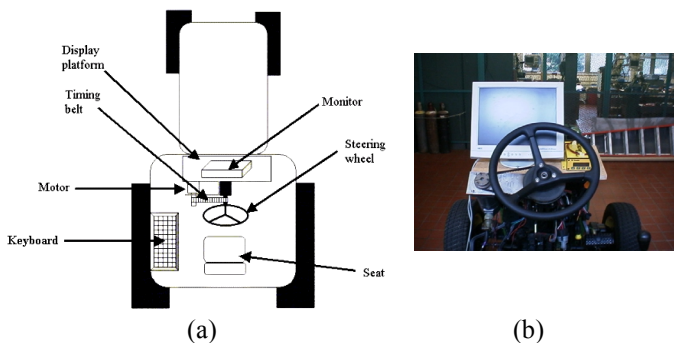 Display
platform
Timing
belt
Monitor
Steering
wheel
Motor
Keyboard
Seat
(a)
(b)